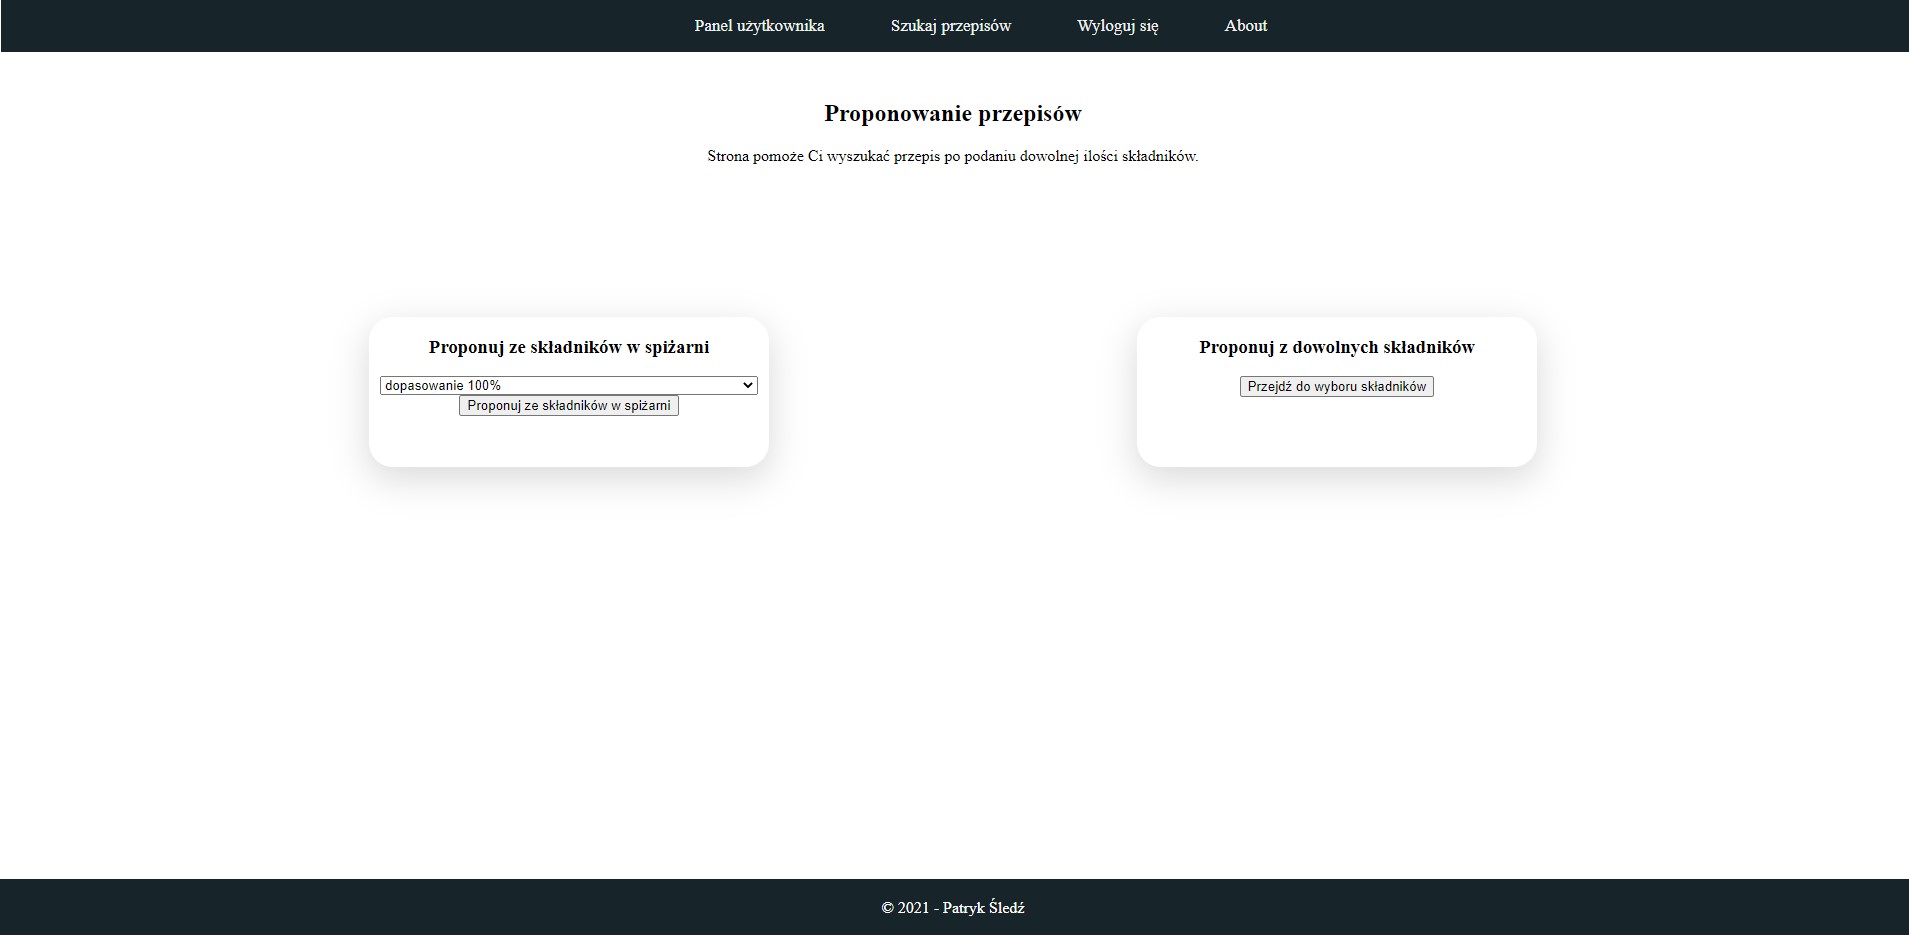 Panel użytkownika Szukaj przepisów Wyloguj się About
Proponowanie przepisów
Strona pomoże Ci wyszukać przepis po podaniu dowolnej ilości składników.
Proponuj ze składników w spiżarni
dopasowanie 100%
Proponuj ze składników w spiżarni
Proponuj z dowolnych składników
Przejdź do wyboru składników
© 2021 - Patryk Śledź